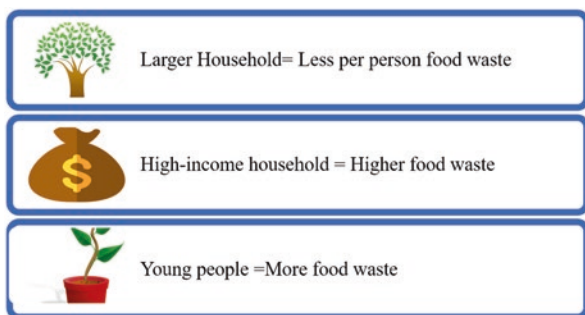 Larger Household= Less per person food waste
$
High-income household = Higher food waste
Young people =More food waste